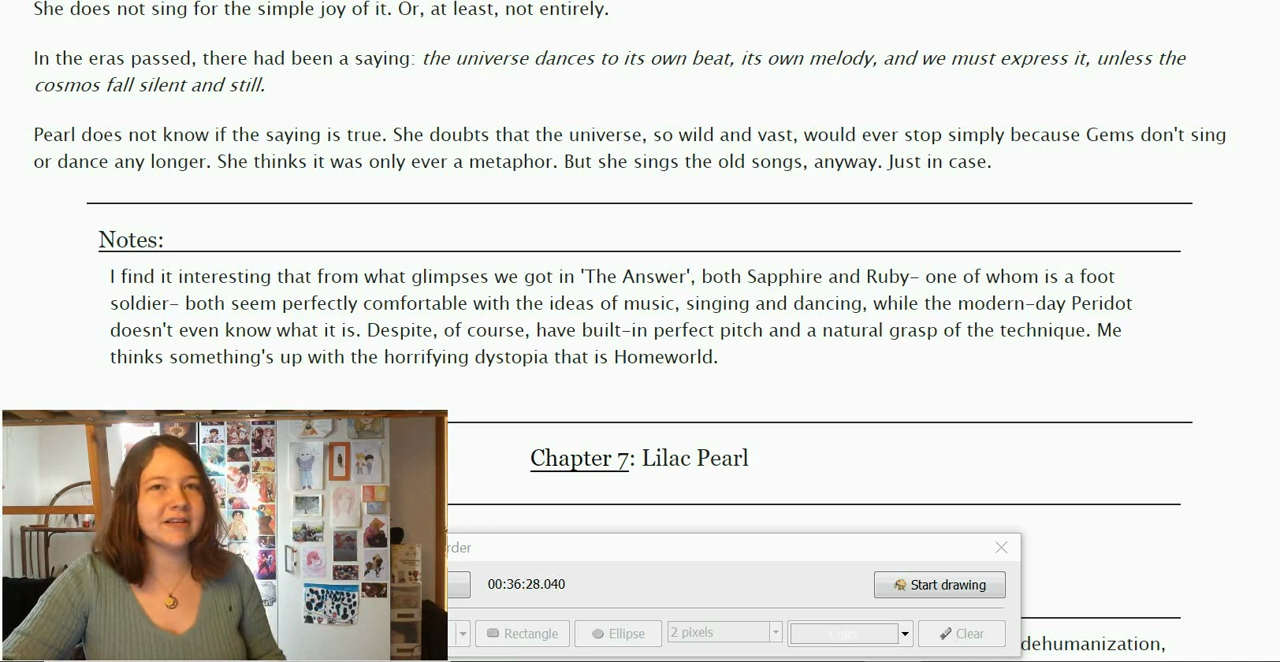 She does not sing for the simple joy of it. Or, at least, not entirely.
In the eras passed, there had been a saying: the universe dances to its own beat, its own melody, and we must express it, unless the
cosmos fall silent and still.
Pearl does not know if the saying is true. She doubts that the universe, so wild and vast, would ever stop simply because Gems don't sing
or dance any longer. She thinks it was only ever a metaphor. But she sings the old songs, anyway. Just in case.
Notes:
I find it interesting that from what glimpses we got in 'The Answer', both Sapphire and Ruby– one of whom is a foot
soldier– both seem perfectly comfortable with the ideas of music, singing and dancing, while the modern-day Peridot
doesn't even know what it is. Despite, of course, have built-in perfect pitch and a natural grasp of the technique. Me
thinks something's up with the horrifying dystopia that is Homeworld.
Chapter 7: Lilac Pearl
00:36:28.040
Start drawing
Rectangle
Ellipse
2 pixels
Clear
dehumanization,